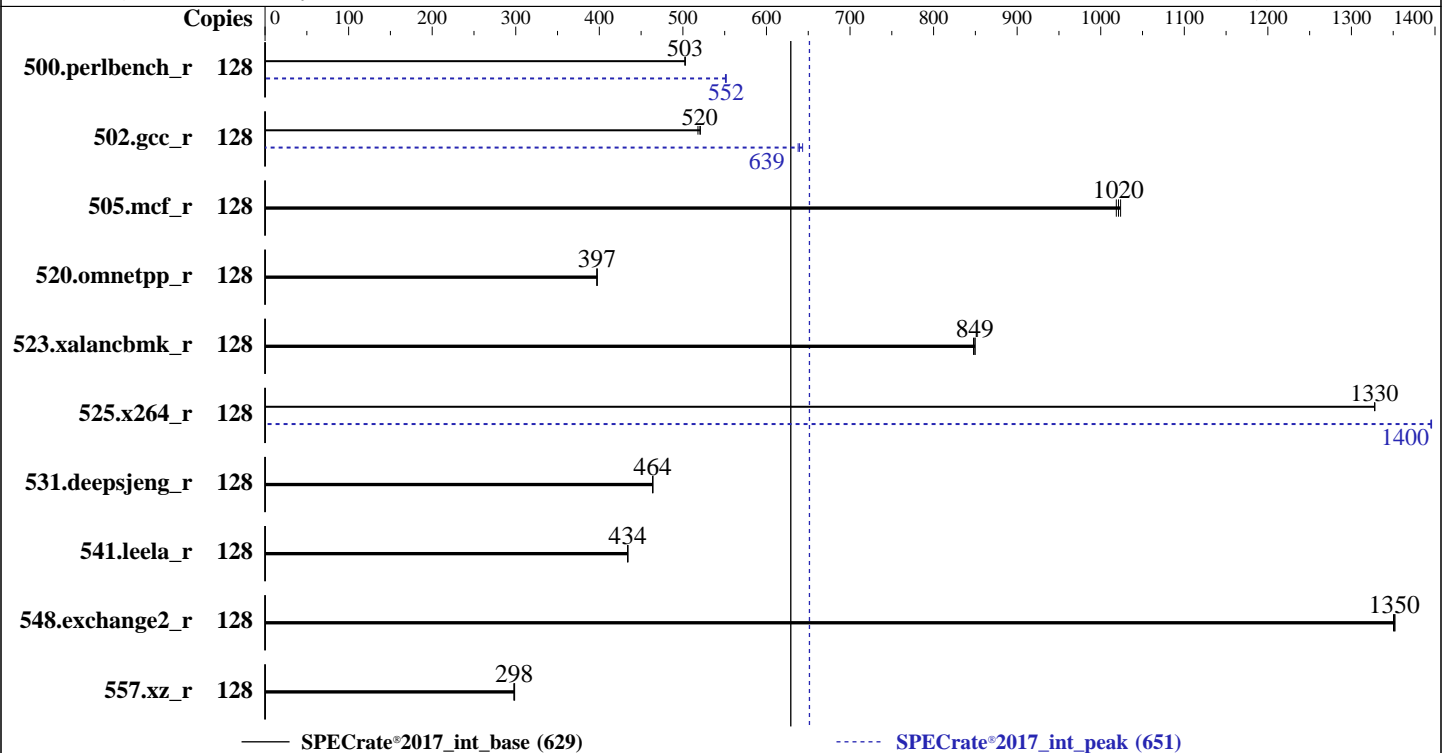 Copies 0 100 200 300 400 500 600 700 800 900 1000 1100 1200 1300 1400
503
500.perlbench_r 128
552
520
502.gcc_r 128
639
1020
505.mcf_r 128
397
520.omnetpp_r 128
849
523.xalancbmk_r 128
1330
525.x264_r 128
1400
464
531.deepsjeng_r 128
434
541.leela_r 128
1350
548.exchange2_r 128
298
557.xz_r 128
SPECrate®2017_int_base (629) SPECrate®2017_int_peak (651)